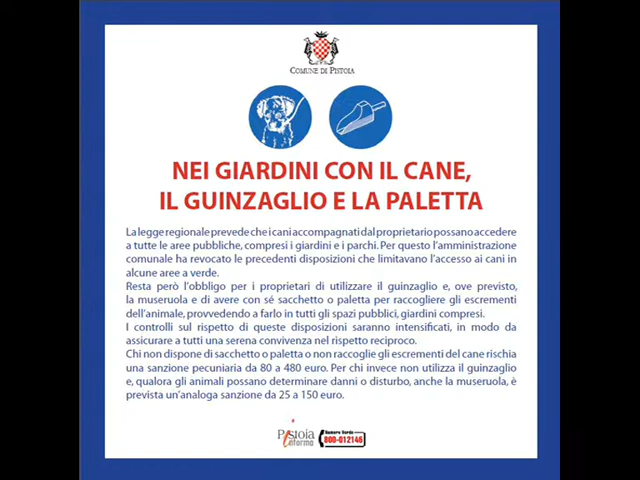 COMUNE DI PISTOIA
NEI GIARDINI CON IL CANE,
IL GUINZAGLIO E LA PALETTA
La legge regionale prevede che i cani accompagnati dal proprietario possano accedere
a tutte le aree pubbliche, compresi i giardini e i parchi. Per questo l'amministrazione
comunale ha revocato le precedenti disposizioni che limitavano l'accesso ai cani in
alcune aree a verde.
Resta però l'obbligo per i proprietari di utilizzare il guinzaglio e, ove previsto,
la museruola e di avere con sé sacchetto o paletta per raccogliere gli escrementi
dell'animale, provvedendo a farlo in tutti gli spazi pubblici, giardini compresi.
I controlli sul rispetto di queste disposizioni saranno intensificati, in modo da
assicurare a tutti una serena convivenza nel rispetto reciproco.
Chi non dispone di sacchetto o paletta o non raccoglie gli escrementi del cane rischia
una sanzione pecuniaria da 80 a 480 euro. Per chi invece non utilizza il guinzaglio
e, qualora gli animali possano determinare danni o disturbo, anche la museruola, è
prevista un'analoga sanzione da 25 a 150 euro.
Pistoia
informa
Numero Verde
800-012146